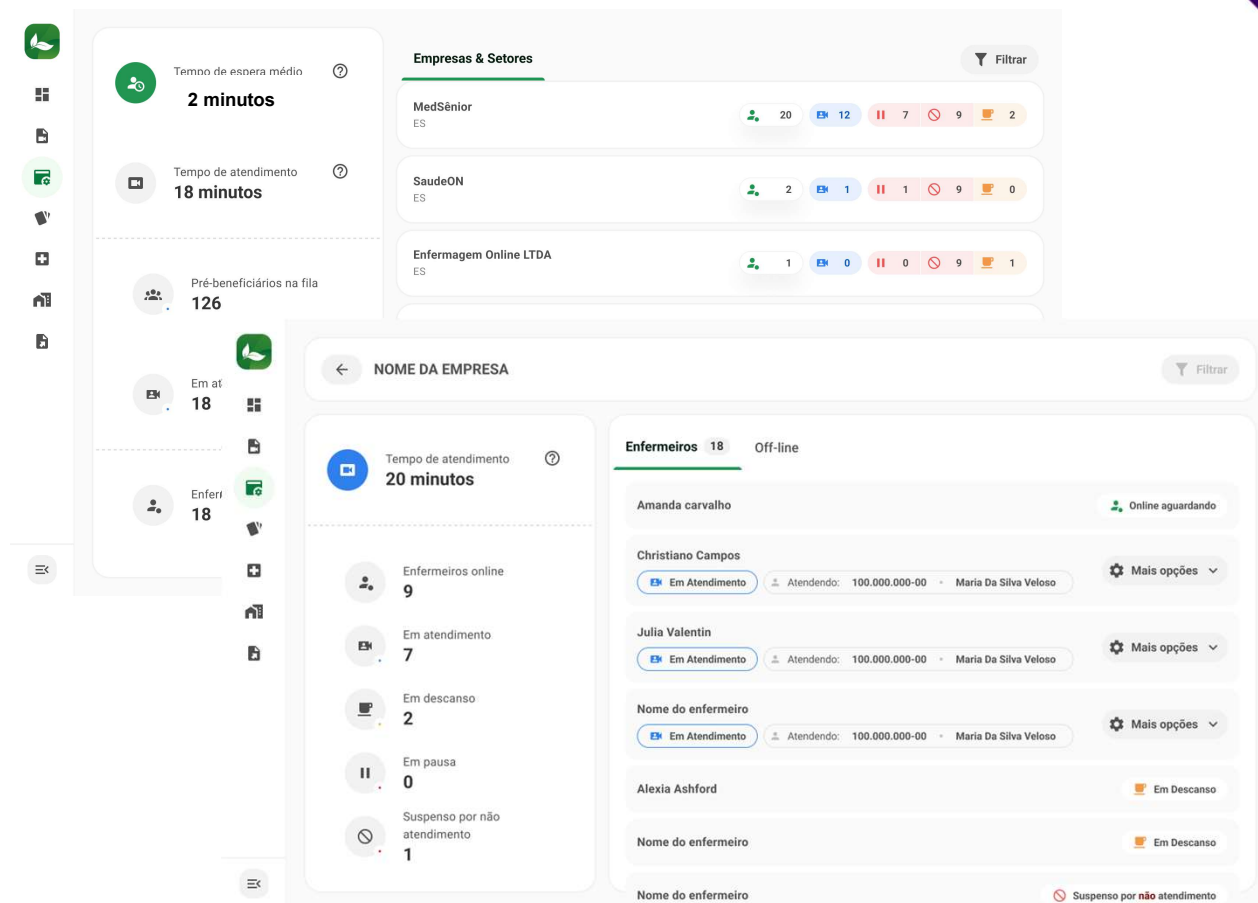 Tempo de espera médio
2 minutos
Tempo de atendimento
18 minutos
Pré-beneficiários na fila
126
Em at
18
Enfer
18
Empresas & Setores
Filtrar
MedSênior
ES
20 12 7 9 2
SaudeON
ES
2 1 1 9 0
Enfermagem Online LTDA
ES
1 0 0 9 1
NOME DA EMPRESA
Filtrar
Tempo de atendimento
20 minutos
Enfermeiros online
9
Em atendimento
7
Em descanso
2
Em pausa
0
Suspenso por não
atendimento
1
Enfermeiros 18 Off-line
Amanda carvalho
Online aguardando
Christiano Campos
Em Atendimento Atendendo: 100.000.000-00 • Maria Da Silva Veloso
Mais opções
Julia Valentin
Em Atendimento Atendendo: 100.000.000-00 • Maria Da Silva Veloso
Mais opções
Nome do enfermeiro
Em Atendimento Atendendo: 100.000.000-00 • Maria Da Silva Veloso
Mais opções
Alexia Ashford
Em Descanso
Nome do enfermeiro
Em Descanso
Nome do enfermeiro
Suspenso por não atendimento